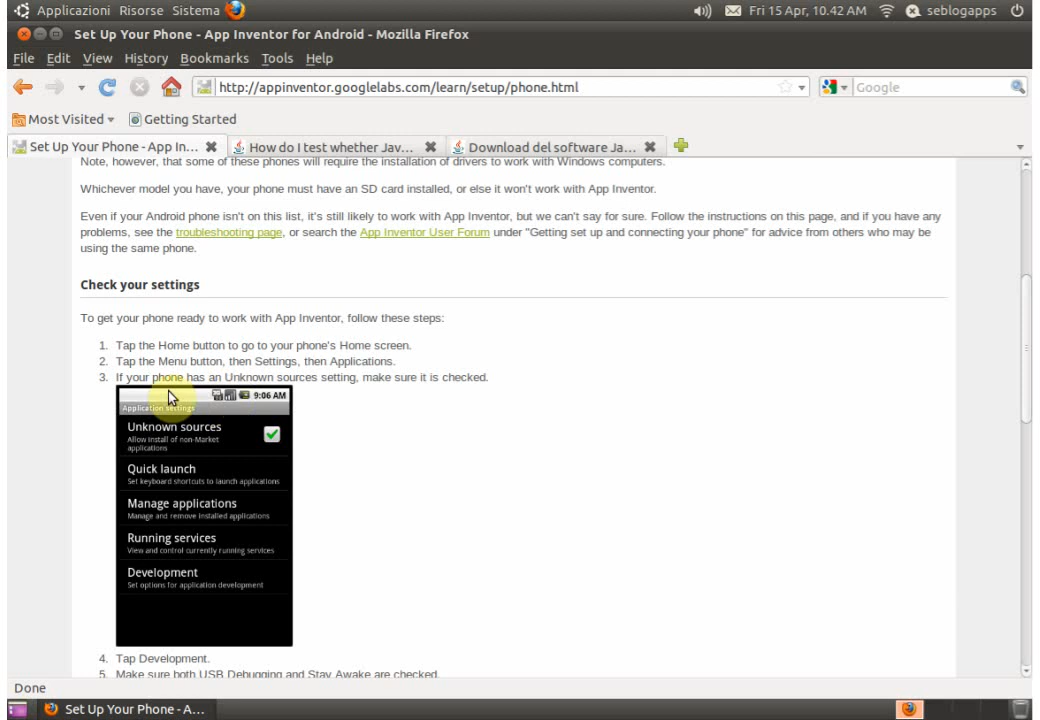 Applicazioni Risorse Sistema Fri 15 Apr, 10.42 AM seblogapps
Set Up Your Phone - App Inventor for Android - Mozilla Firefox
File Edit View History Bookmarks Tools Help
http://appinventor.googlelabs.com/learn/setup/phone.html Google
Most Visited Getting Started
Set Up Your Phone - App In... How do I test whether Jav... Download del software Ja...
Note, however, that some of these phones will require the installation of drivers to work with Windows computers.
Whichever model you have, your phone must have an SD card installed, or else it won't work with App Inventor.
Even if your Android phone isn't on this list, it's still likely to work with App Inventor, but we can't say for sure. Follow the instructions on this page, and if you have any
problems, see the troubleshooting page, or search the App Inventor User Forum under "Getting set up and connecting your phone" for advice from others who may be
using the same phone.
Check your settings
To get your phone ready to work with App Inventor, follow these steps:
1. Tap the Home button to go to your phone's Home screen.
2. Tap the Menu button, then Settings, then Applications.
3. If your phone has an Unknown sources setting, make sure it is checked.
9:06 AM
Application settings
Unknown sources
Allow install of non-Market
applications
Quick launch
Set keyboard shortcuts to launch applications
Manage applications
Manage and remove installed applications
Running services
View and control currently running services
Development
Set options for application development
4. Tap Development.
5. Make sure both USB Debugging and Stay Awake are checked.
Done
Set Up Your Phone - A...